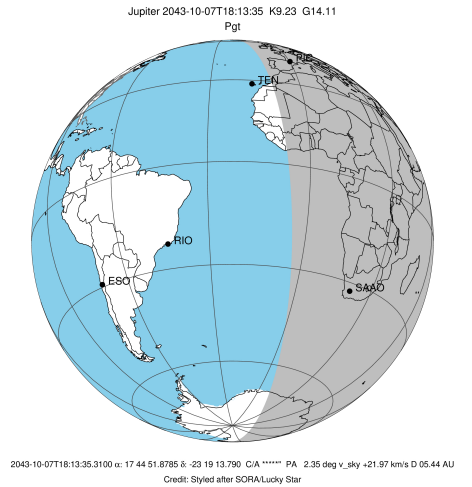 Jupiter 2043-10-07T18:13:35 K9.23 G14.11
Pgt
PIC
TEN
RIO
ESO
SAAO
2043-10-07T18:13:35.3100 α: 17 44 51.8785 δ: -23 19 13.790 C/A *****" PA 2.35 deg v_sky +21.97 km/s D 05.44 AU
Credit: Styled after SORA/Lucky Star